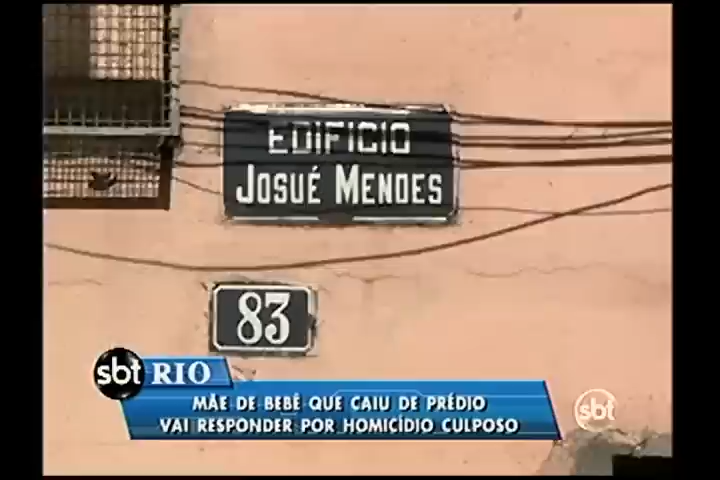 EDIFICIO
JOSUÉ MENDES
83
sbt RIO
MÃE DE BEBÊ QUE CAIU DE PRÉDIO
VAI RESPONDER POR HOMICÍDIO CULPOSO
sbt